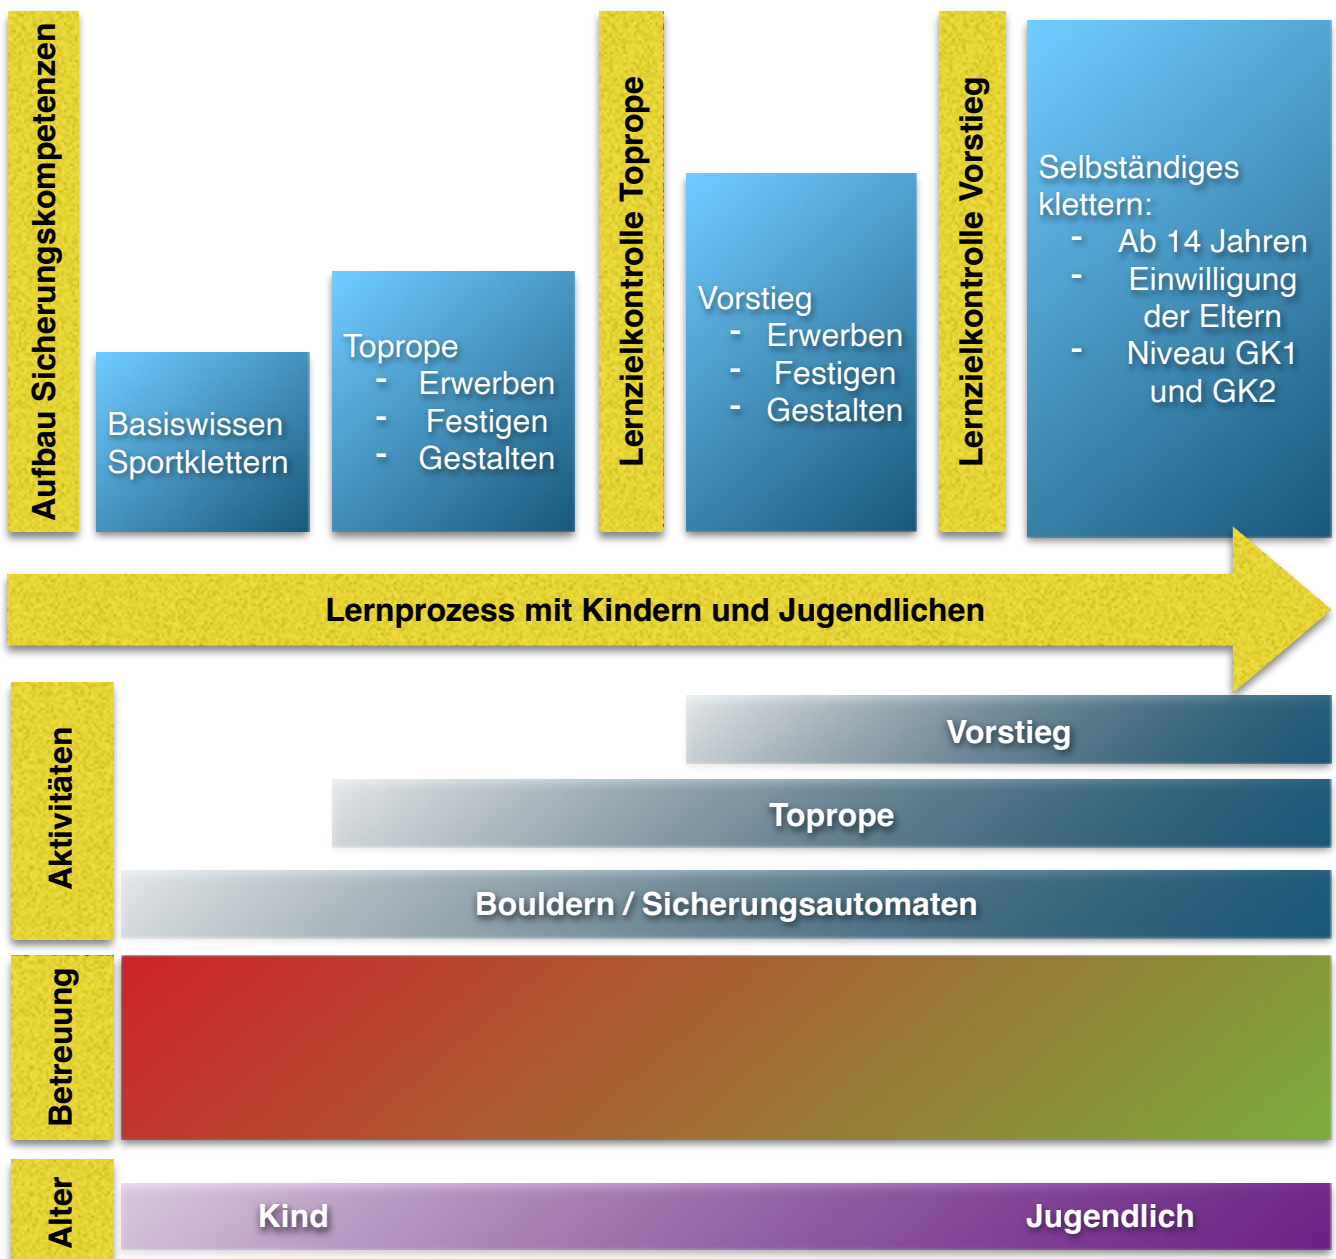 Aufbau Sicherungskompetenzen
Basiswissen
Sportklettern
Toprope
- Erwerben
- Festigen
- Gestalten
Lernzielkontrolle Toprope
Vorstieg
- Erwerben
- Festigen
- Gestalten
Lernzielkontrolle Vorstieg
Selbständiges
klettern:
- Ab 14 Jahren
- Einwilligung
der Eltern
- Niveau GK1
und GK2
Lernprozess mit Kindern und Jugendlichen
Aktivitäten
Vorstieg
Toprope
Bouldern / Sicherungsautomaten
Betreuung
Alter
Kind
Jugendlich